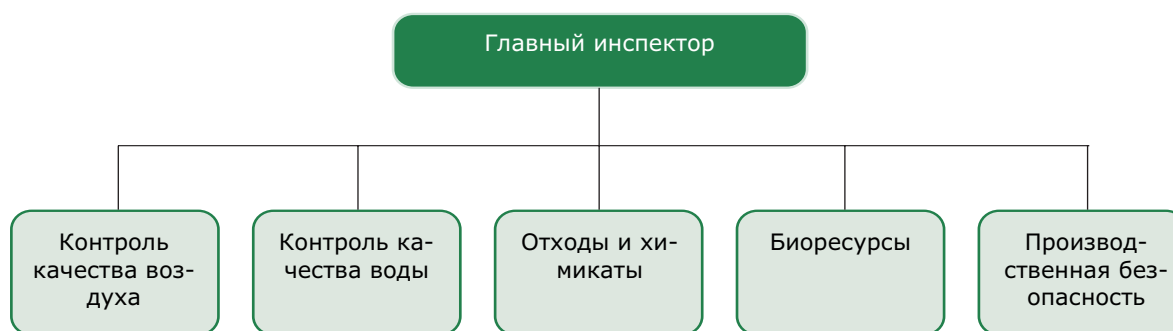 Главный инспектор
Контроль
качества воз-
духа
Контроль ка-
чества воды
Отходы и хи-
микаты
Биоресурсы
Производ-
ственная без-
опасность